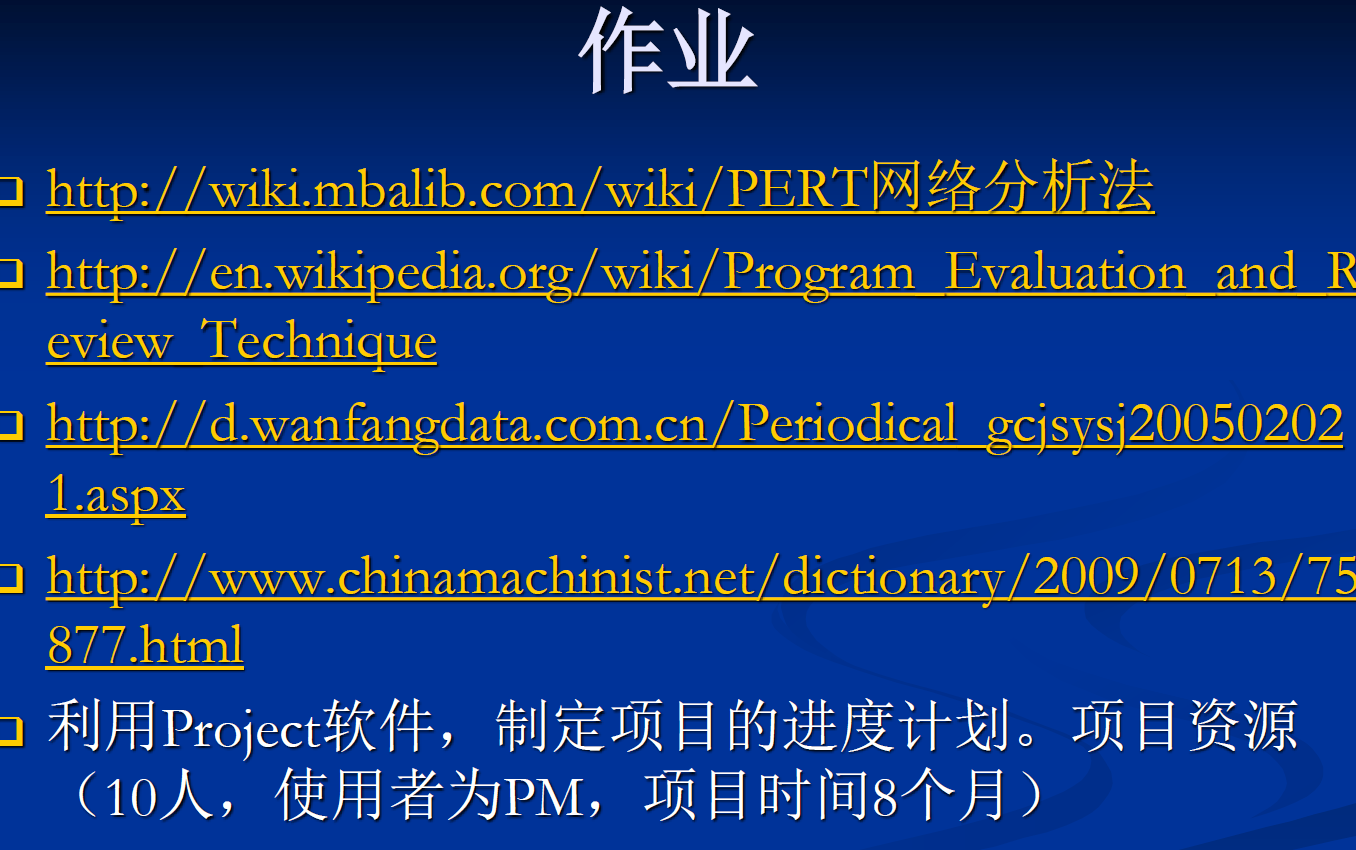 作业
http://wiki.mbalib.com/wiki/PERT网络分析法
http://en.wikipedia.org/wiki/Program_Evaluation_and_R
eview_Technique
http://d.wanfangdata.com.cn/Periodical_gcjsysj20050202
1.aspx
http://www.chinamachinist.net/dictionary/2009/0713/75
877.html
利用Project软件，制定项目的进度计划。项目资源
（10人，使用者为PM，项目时间8个月）